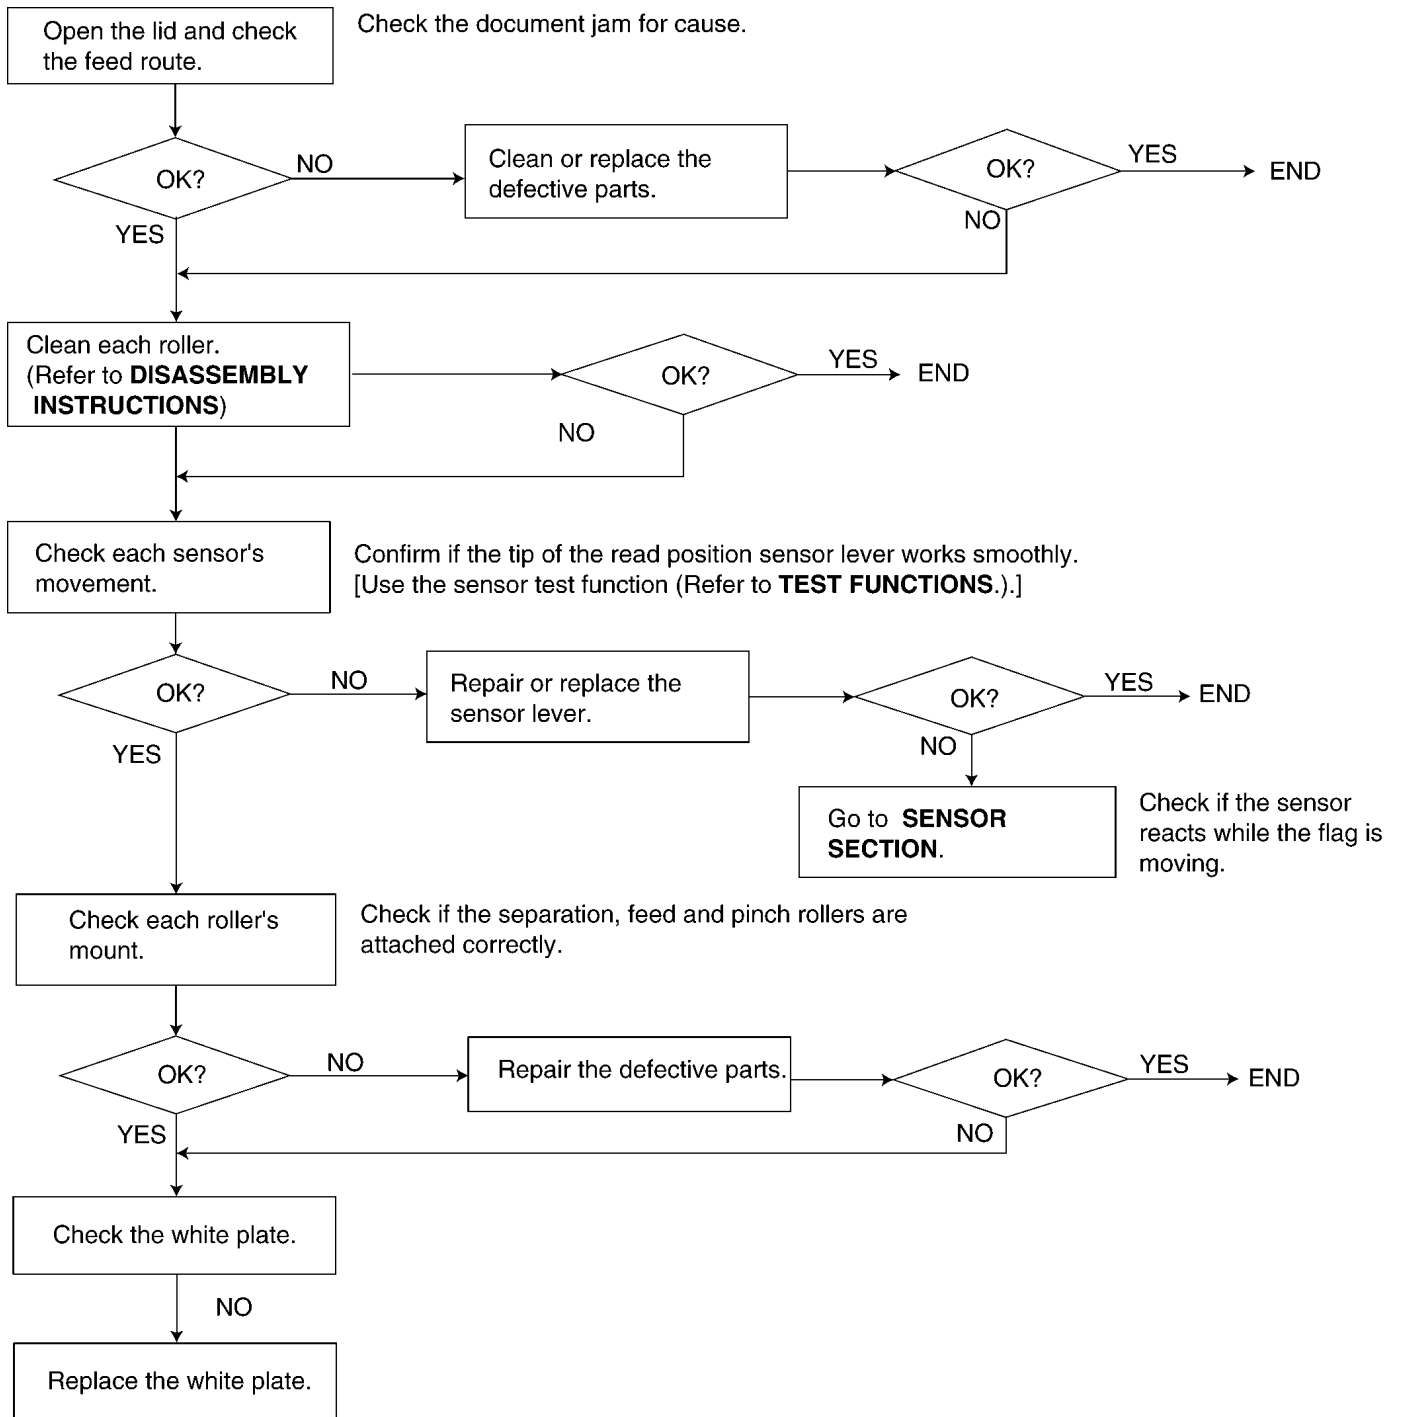 Open the lid and check
the feed route.
Check the document jam for cause.
OK?
NO
Clean or replace the
defective parts.
OK?
YES
END
NO
YES
Clean each roller.
(Refer to DISASSEMBLY
INSTRUCTIONS)
OK?
YES
END
NO
Check each sensor's
movement.
Confirm if the tip of the read position sensor lever works smoothly.
[Use the sensor test function (Refer to TEST FUNCTIONS.).]
OK?
NO
Repair or replace the
sensor lever.
OK?
YES
END
NO
YES
Go to SENSOR
SECTION.
Check if the sensor
reacts while the flag is
moving.
Check each roller's
mount.
Check if the separation, feed and pinch rollers are
attached correctly.
OK?
NO
Repair the defective parts.
OK?
YES
END
NO
YES
Check the white plate.
NO
Replace the white plate.